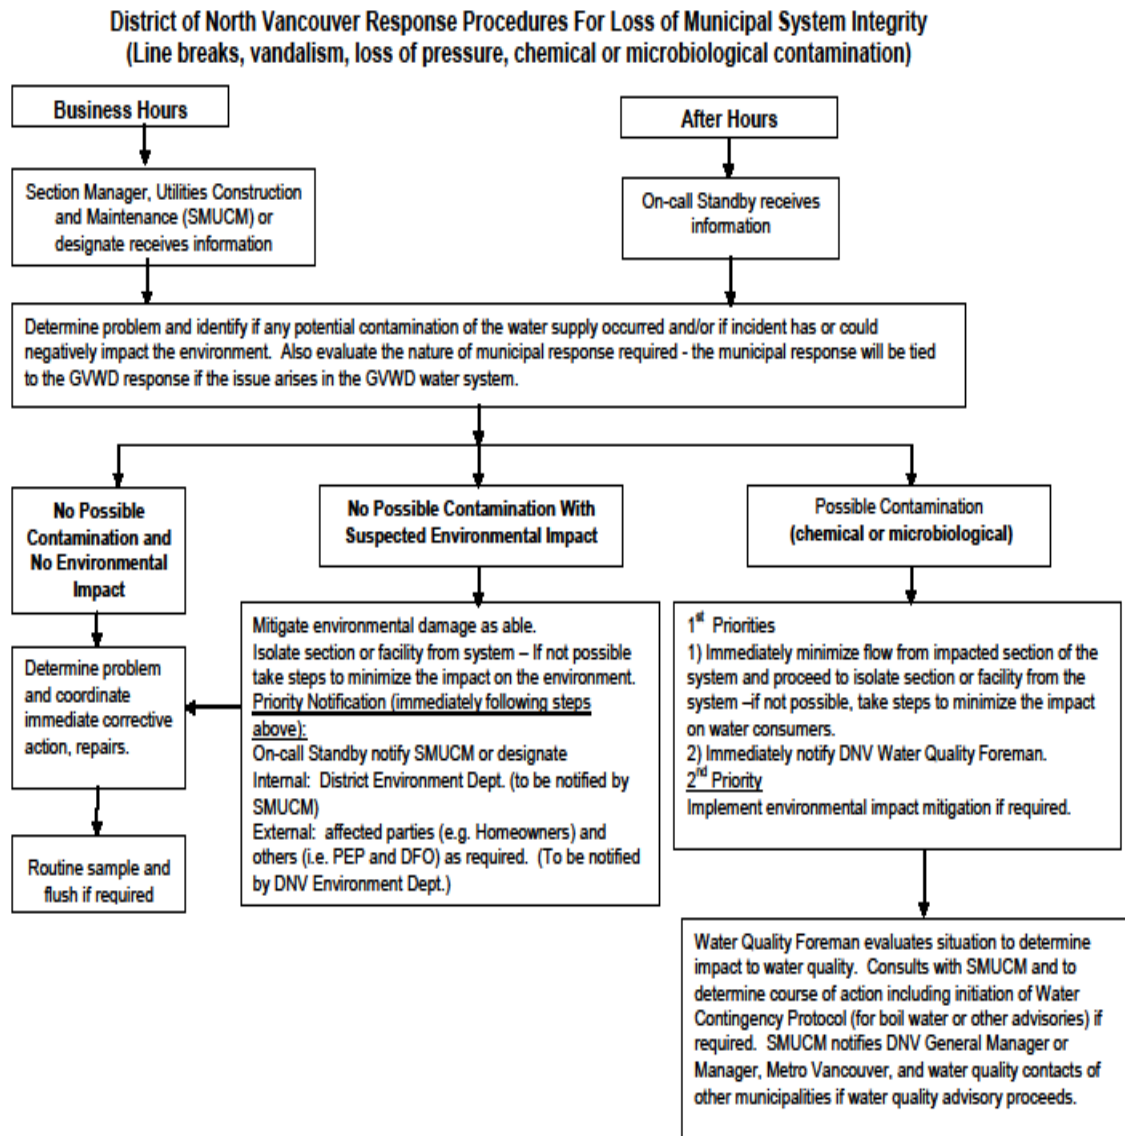 District of North Vancouver Response Procedures For Loss of Municipal System Integrity
(Line breaks, vandalism, loss of pressure, chemical or microbiological contamination)
Business Hours
After Hours
Section Manager, Utilities Construction
and Maintenance (SMUCM) or
designate receives information
On-call Standby receives
information
Determine problem and identify if any potential contamination of the water supply occurred and/or if incident has or could
negatively impact the environment.  Also evaluate the nature of municipal response required - the municipal response will be tied
to the GVWD response if the issue arises in the GVWD water system.
No Possible
Contamination and
No Environmental
Impact
No Possible Contamination With
Suspected Environmental Impact
Possible Contamination
(chemical or microbiological)
Determine problem
and coordinate
immediate corrective
action, repairs.
Routine sample and
flush if required
Mitigate environmental damage as able.
Isolate section or facility from system – If not possible
take steps to minimize the impact on the environment.
Priority Notification (immediately following steps
above):
On-call Standby notify SMUCM or designate
Internal:  District Environment Dept. (to be notified by
SMUCM)
External:  affected parties (e.g. Homeowners) and
others (i.e. PEP and DFO) as required.  (To be notified
by DNV Environment Dept.)
1st Priorities
1) Immediately minimize flow from impacted section of the
system and proceed to isolate section or facility from the
system –if not possible, take steps to minimize the impact
on water consumers.
2) Immediately notify DNV Water Quality Foreman.
2nd Priority
Implement environmental impact mitigation if required.
Water Quality Foreman evaluates situation to determine
impact to water quality.  Consults with SMUCM and to
determine course of action including initiation of Water
Contingency Protocol (for boil water or other advisories) if
required.  SMUCM notifies DNV General Manager or
Manager, Metro Vancouver, and water quality contacts of
other municipalities if water quality advisory proceeds.